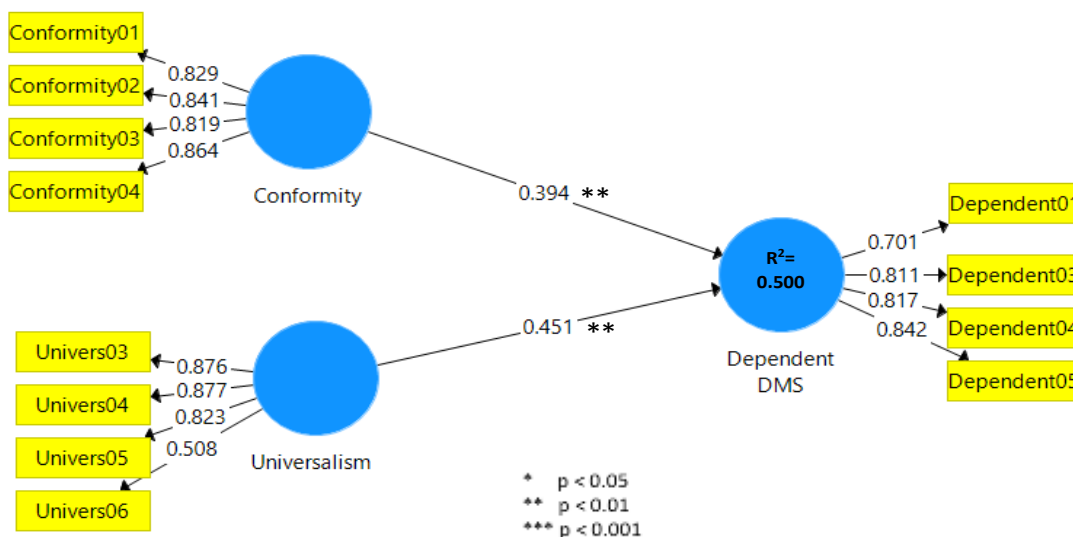 Conformity01
Conformity02
Conformity03
Conformity04
0.829
0.841
0.819
0.864
Conformity
0.394 **
Univers03
Univers04
Univers05
Univers06
0.876
0.877
0.823
0.508
Universalism
0.451 **
R²=
0.500
Dependent
DMS
0.701
0.811
0.817
0.842
Dependent01
Dependent03
Dependent04
Dependent05
* p < 0.05
** p < 0.01
*** p < 0.001